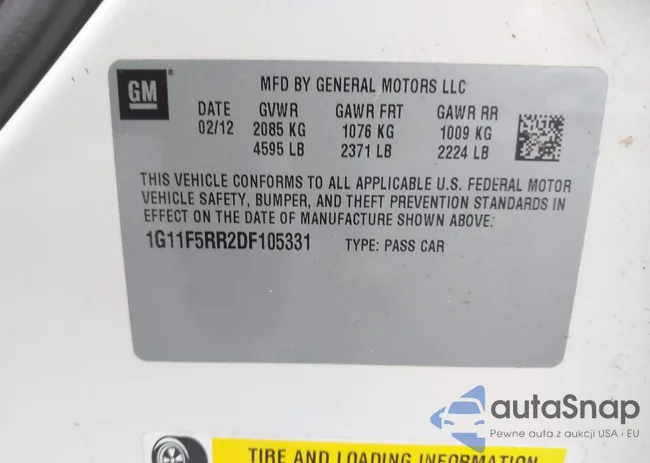 GM
MFD BY GENERAL MOTORS LLC
DATE GVWR GAWR FRT GAWR RR
02/12 2085 KG 1076 KG 1009 KG
4595 LB 2371 LB 2224 LB
THIS VEHICLE CONFORMS TO ALL APPLICABLE U.S. FEDERAL MOTOR
VEHICLE SAFETY, BUMPER, AND THEFT PREVENTION STANDARDS IN
EFFECT ON THE DATE OF MANUFACTURE SHOWN ABOVE.
1G11F5RR2DF105331 TYPE: PASS CAR
autaSnap
Pewne auta z aukcji USA i EU
TIRE AND LOADING INFORMATION